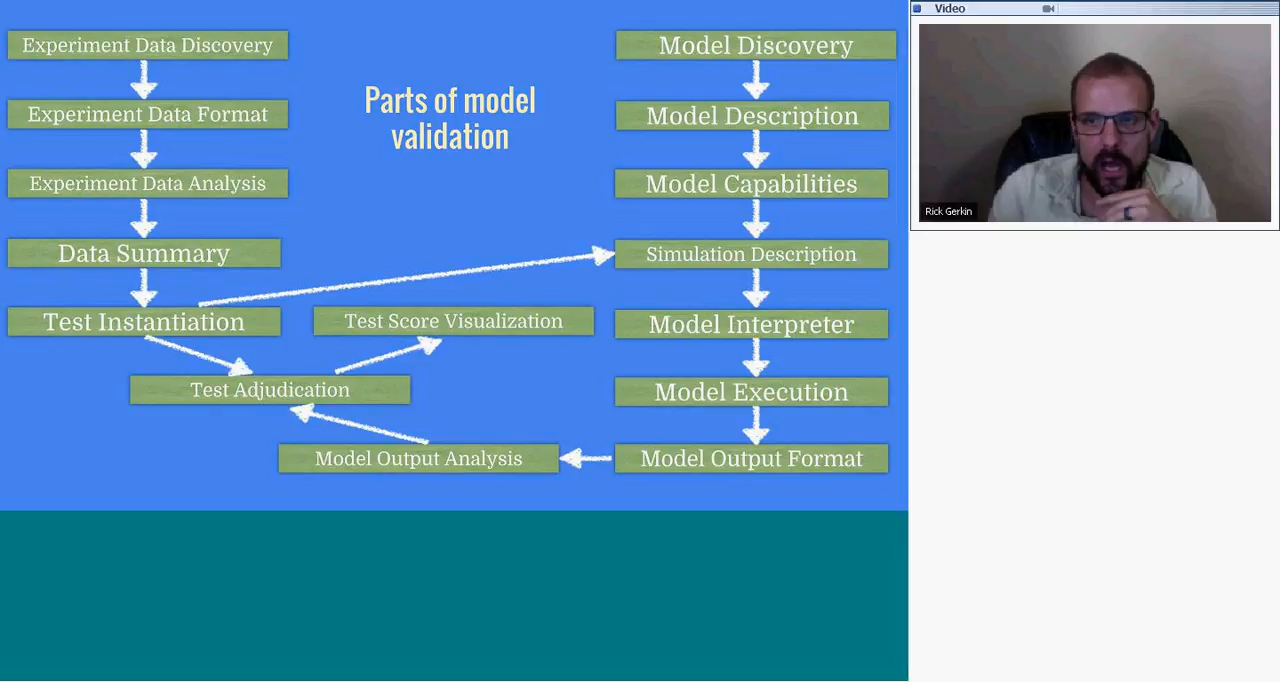 Experiment Data Discovery
Experiment Data Format
Experiment Data Analysis
Data Summary
Test Instantiation
Parts of model
validation
Test Score Visualization
Test Adjudication
Model Output Analysis
Model Discovery
Model Description
Model Capabilities
Simulation Description
Model Interpreter
Model Execution
Model Output Format
Video
Rick Gerkin